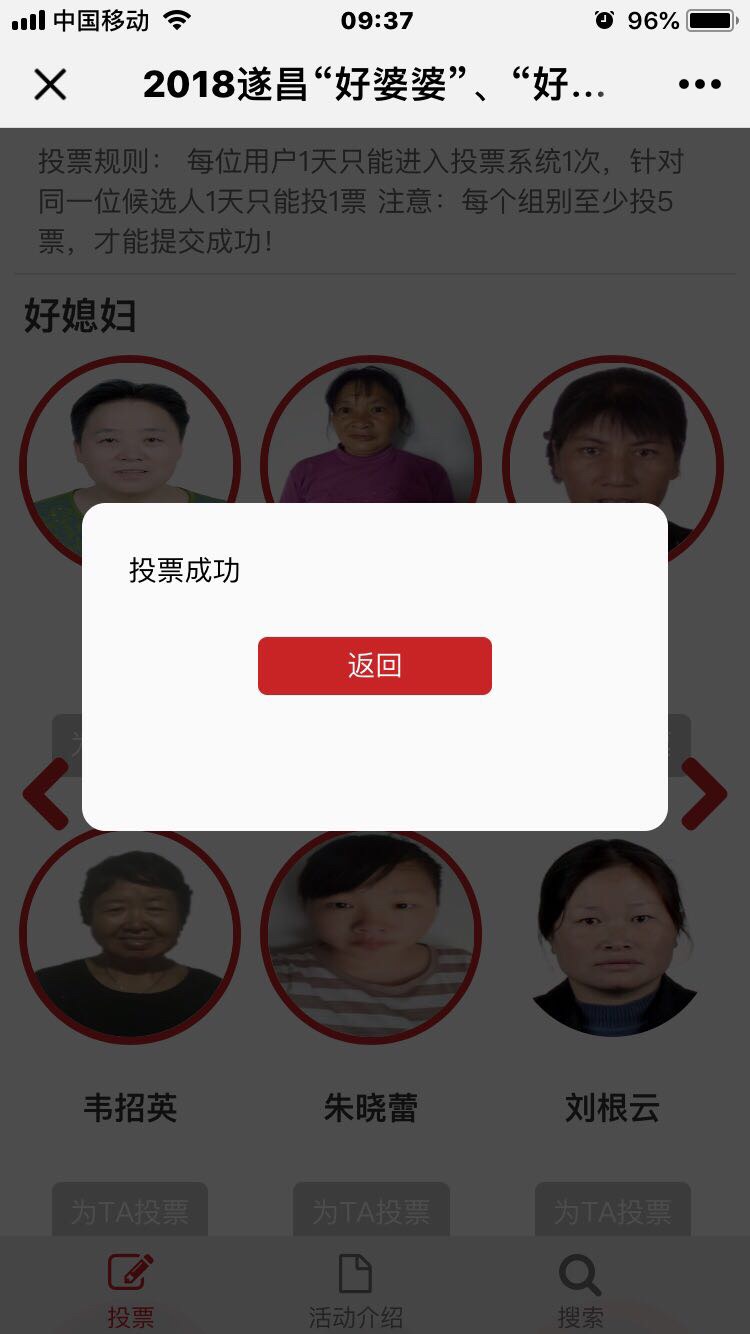 中国移动
09:37
96%
2018遂昌“好婆婆”、“好...
投票规则： 每位用户1天只能进入投票系统1次，针对
同一位候选人1天只能投1票 注意：每个组别至少投5
票，才能提交成功！
好媳妇
投票成功
返回
韦招英
朱晓蕾
刘根云
为TA投票
为TA投票
为TA投票
投票
活动介绍
搜索